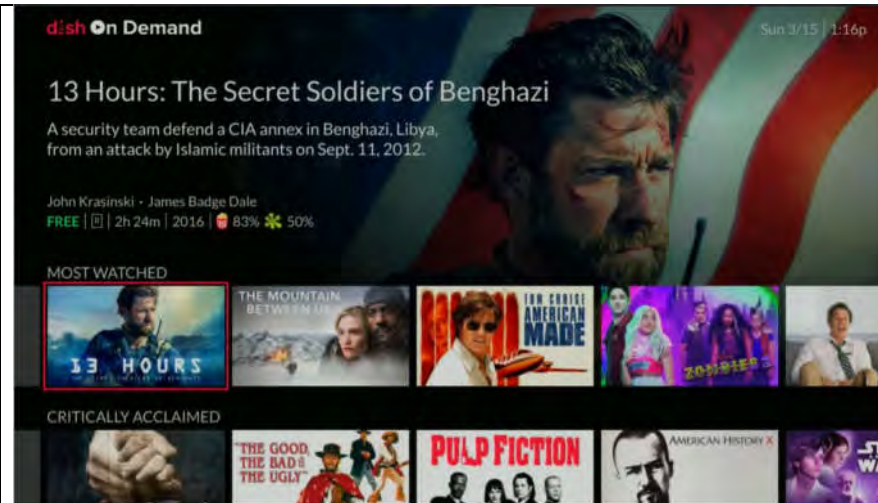 dish On Demand
Sun 3/15 | 1:16p
13 Hours: The Secret Soldiers of Benghazi
A security team defend a CIA annex in Benghazi, Libya,
from an attack by Islamic militants on Sept. 11, 2012.
John Krasinski • James Badge Dale
FREE | R | 2h 24m | 2016 | 83% 50%
MOST WATCHED
13 HOURS
THE MOUNTAIN
BETWEEN US
TOM CRUISE
AMERICAN
MADE
ZOMBIES
CRITICALLY ACCLAIMED
THE GOOD,
THE BAD &
THE UGLY
PULP FICTION
AMERICAN HISTORY X